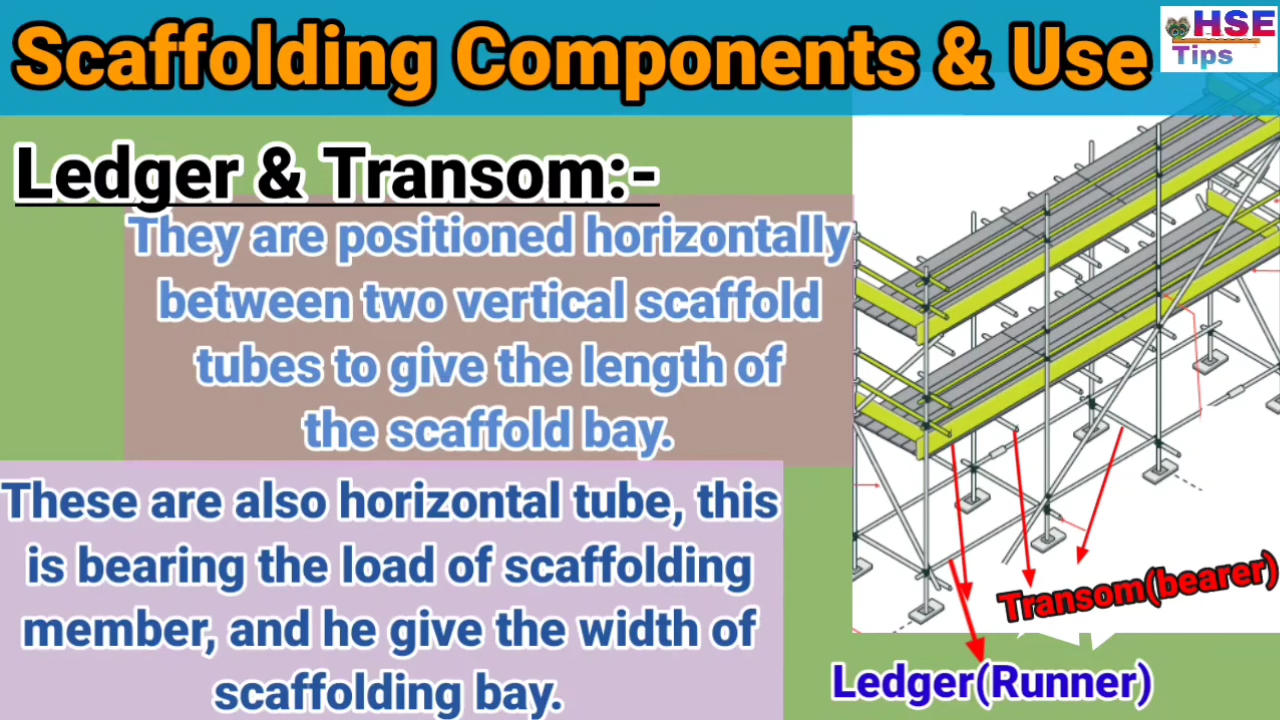 Scaffolding Components & Use
HSE
Tips
Ledger & Transom:-
They are positioned horizontally
between two vertical scaffold
tubes to give the length of
the scaffold bay.
These are also horizontal tube, this
is bearing the load of scaffolding
member, and he give the width of
scaffolding bay.
Transom(bearer)
Ledger(Runner)